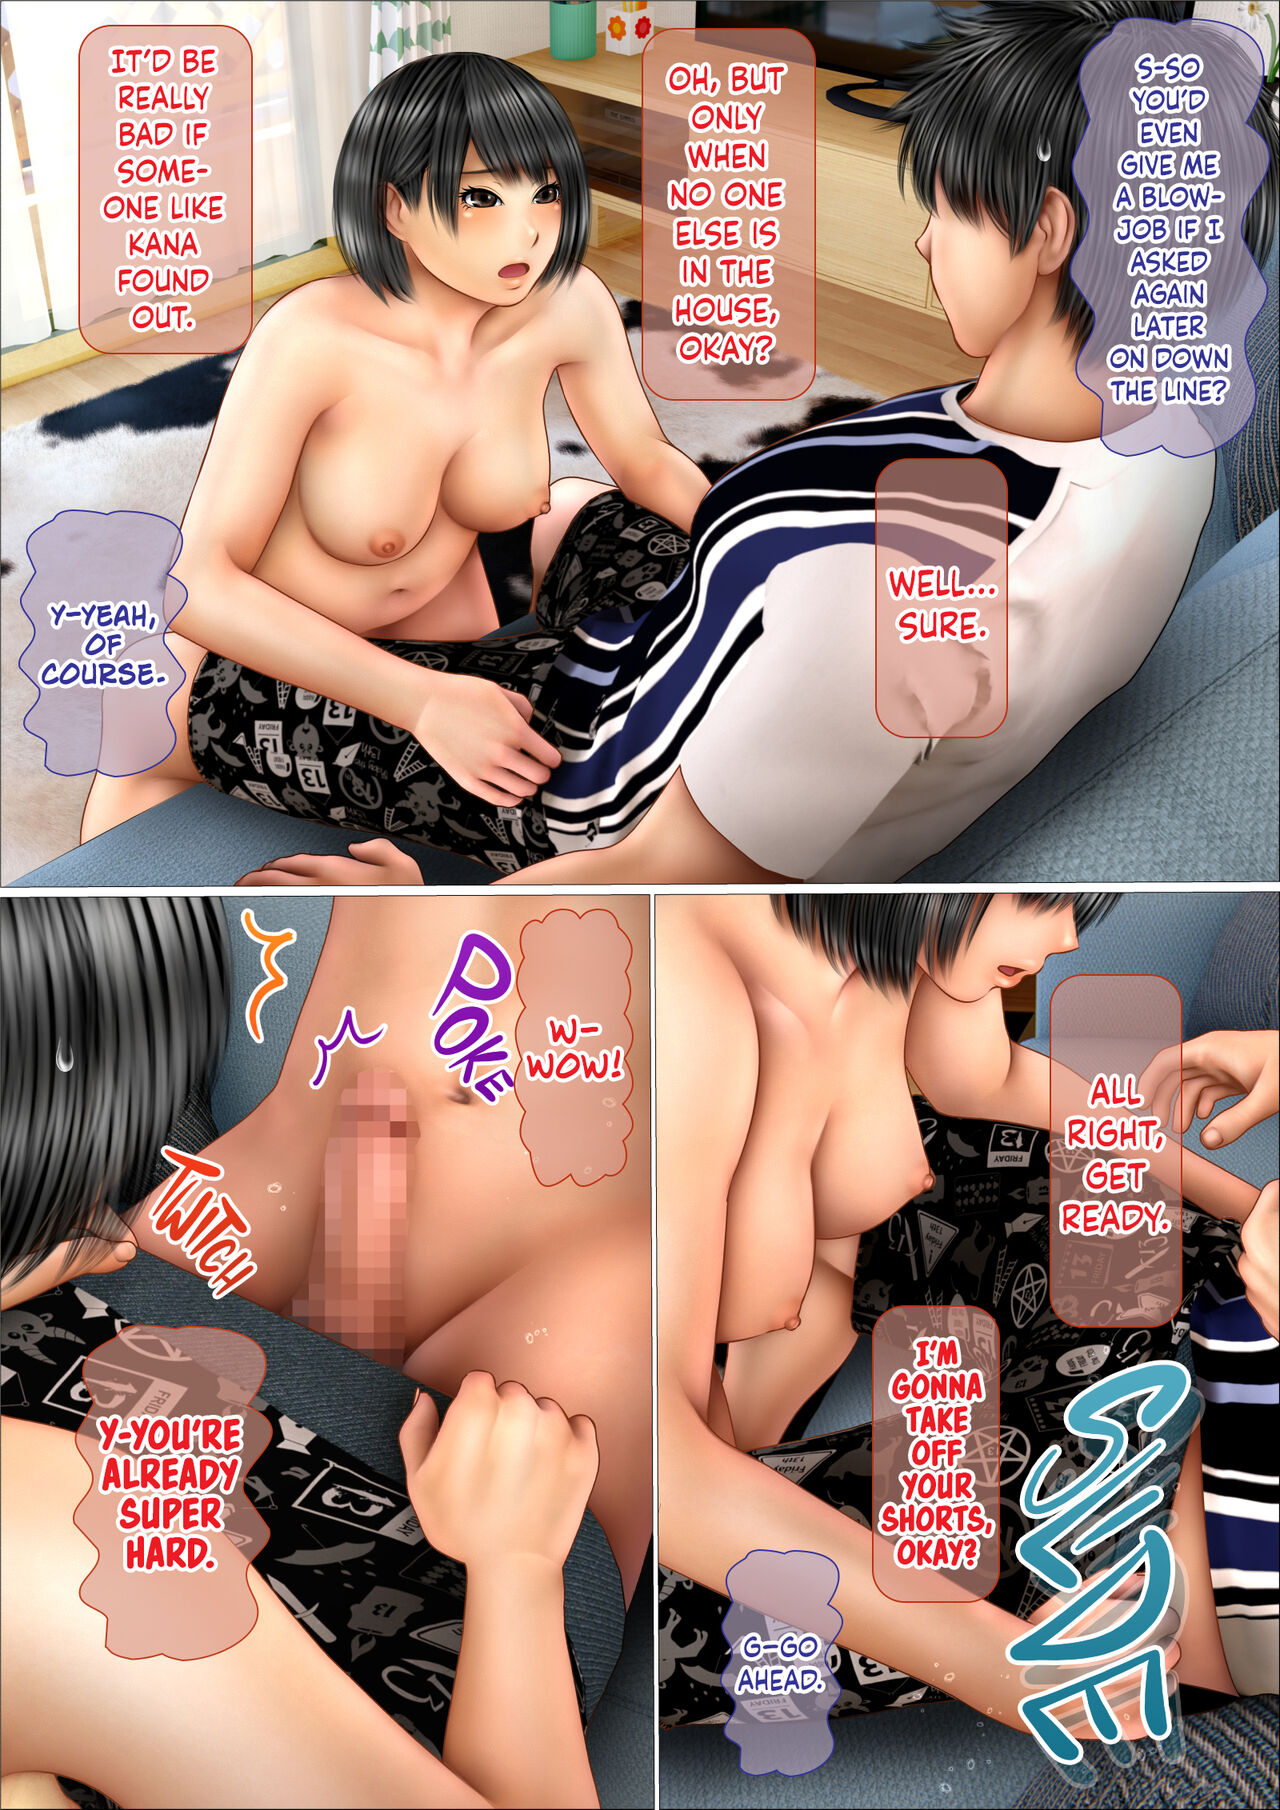 S-SO
YOU'D
EVEN
GIVE ME
A BLOW-
JOB IF I
ASKED
AGAIN
LATER
ON DOWN
THE LINE?
WELL...
SURE.
OH, BUT
ONLY
WHEN
NO ONE
ELSE IS
IN THE
HOUSE,
OKAY?
IT'D BE
REALLY
BAD IF
SOME-
ONE LIKE
KANA
FOUND
OUT.
Y-YEAH,
OF
COURSE.
ALL
RIGHT,
GET
READY.
I'M
GONNA
TAKE
OFF
YOUR
SHORTS,
OKAY?
SLIDE
G-GO
AHEAD.
W-
WOW!
POKE
TWITCH
Y-YOU'RE
ALREADY
SUPER
HARD.